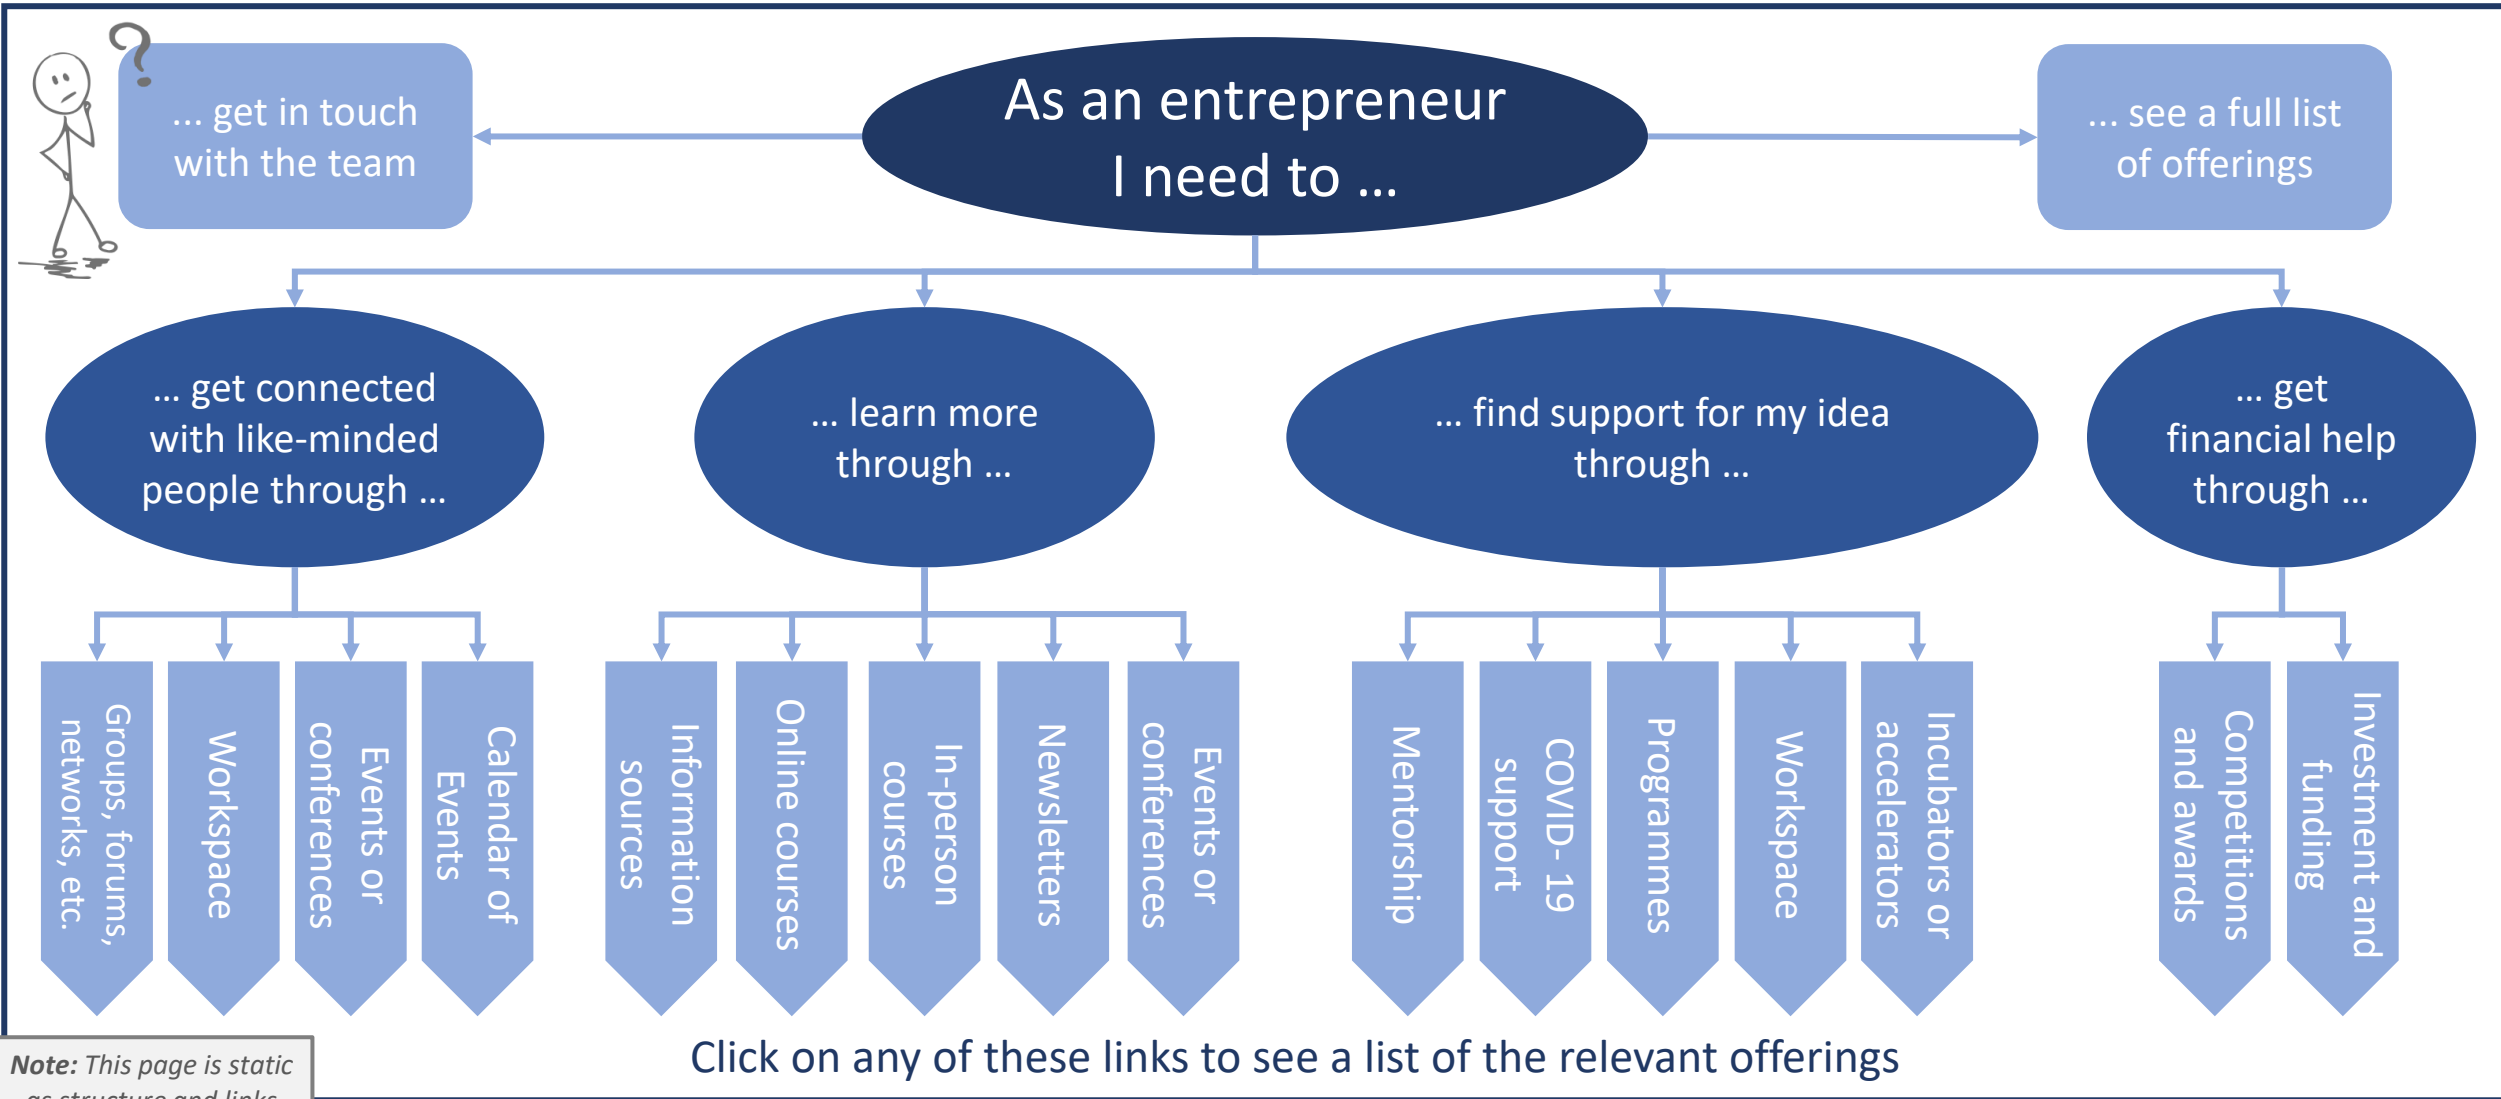 ?
... get in touch
with the team
As an entrepreneur
I need to ...
... see a full list
of offerings
... get connected
with like-minded
people through ...
... learn more
through ...
... find support for my idea
through ...
... get
financial help
through ...
Groups, forums,
networks, etc.
Workspace
Events or
conferences
Calendar of
Events
Information
sources
Online courses
In-person
courses
Newsletters
Events or
conferences
Mentorship
COVID- 19
support
Programmes
Workspace
Incubators or
accelerators
Competitions
and awards
Investment and
funding
Click on any of these links to see a list of the relevant offerings
Note: This page is static
as structure and links